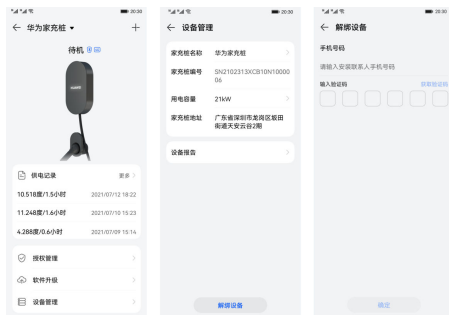 20:30
华为家充桩
待机
供电记录
更多
10.518度/1.5小时 2021/07/12 18:22
11.248度/1.6小时 2021/07/10 15:23
4.288度/0.6小时 2021/07/09 15:14
授权管理
软件升级
设备管理
20:30
设备管理
家充桩名称 华为家充桩
家充桩编号 SN2102313XCB10N10000
06
用电容量 21kW
家充桩地址 广东省深圳市龙岗区坂田
街道天安云谷2期
设备报告
解绑设备
20:30
解绑设备
手机号码
请输入安装联系人手机号码
输入验证码 获取验证码
确定